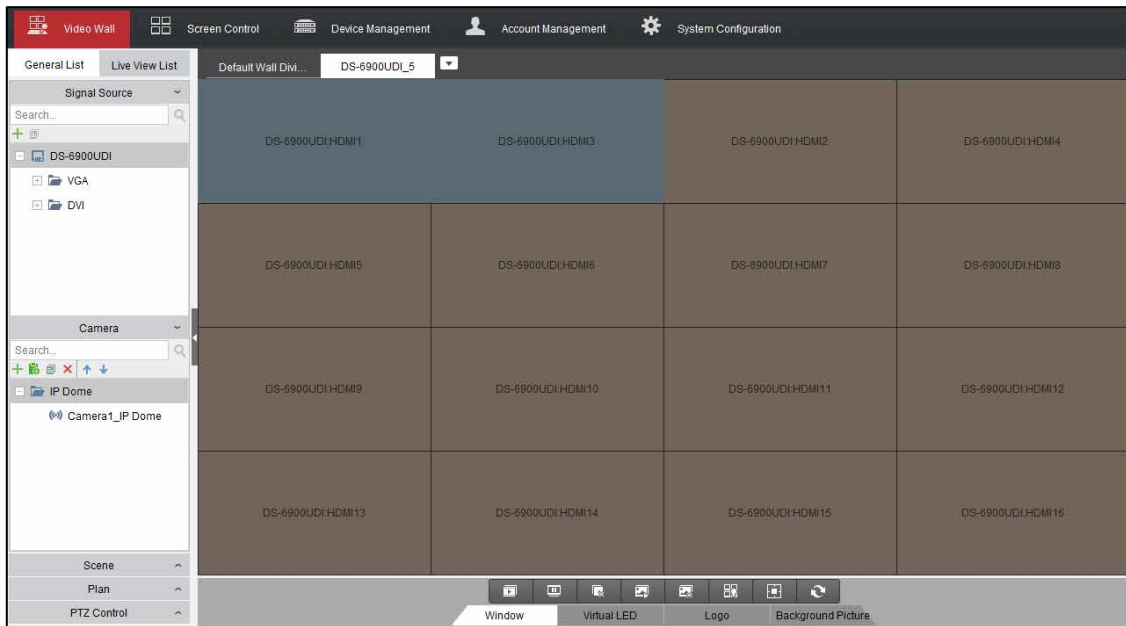 Video Wall
Screen Control
Device Management
Account Management
System Configuration
General List
Live View List
Default Wall Divi...
DS-6900UDI_5
Signal Source
Search...
DS-6900UDI
VGA
DVI
Camera
Search...
IP Dome
Camera1_IP Dome
Scene
Plan
PTZ Control
DS-6900UDI:HDMI1
DS-6900UDI:HDMI3
DS-6900UDI:HDMI2
DS-6900UDI:HDMI4
DS-6900UDI:HDMI5
DS-6900UDI:HDMI6
DS-6900UDI:HDMI7
DS-6900UDI:HDMI8
DS-6900UDI:HDMI9
DS-6900UDI:HDMI10
DS-6900UDI:HDMI11
DS-6900UDI:HDMI12
DS-6900UDI:HDMI13
DS-6900UDI:HDMI14
DS-6900UDI:HDMI15
DS-6900UDI:HDMI16
Window
Virtual LED
Logo
Background Picture